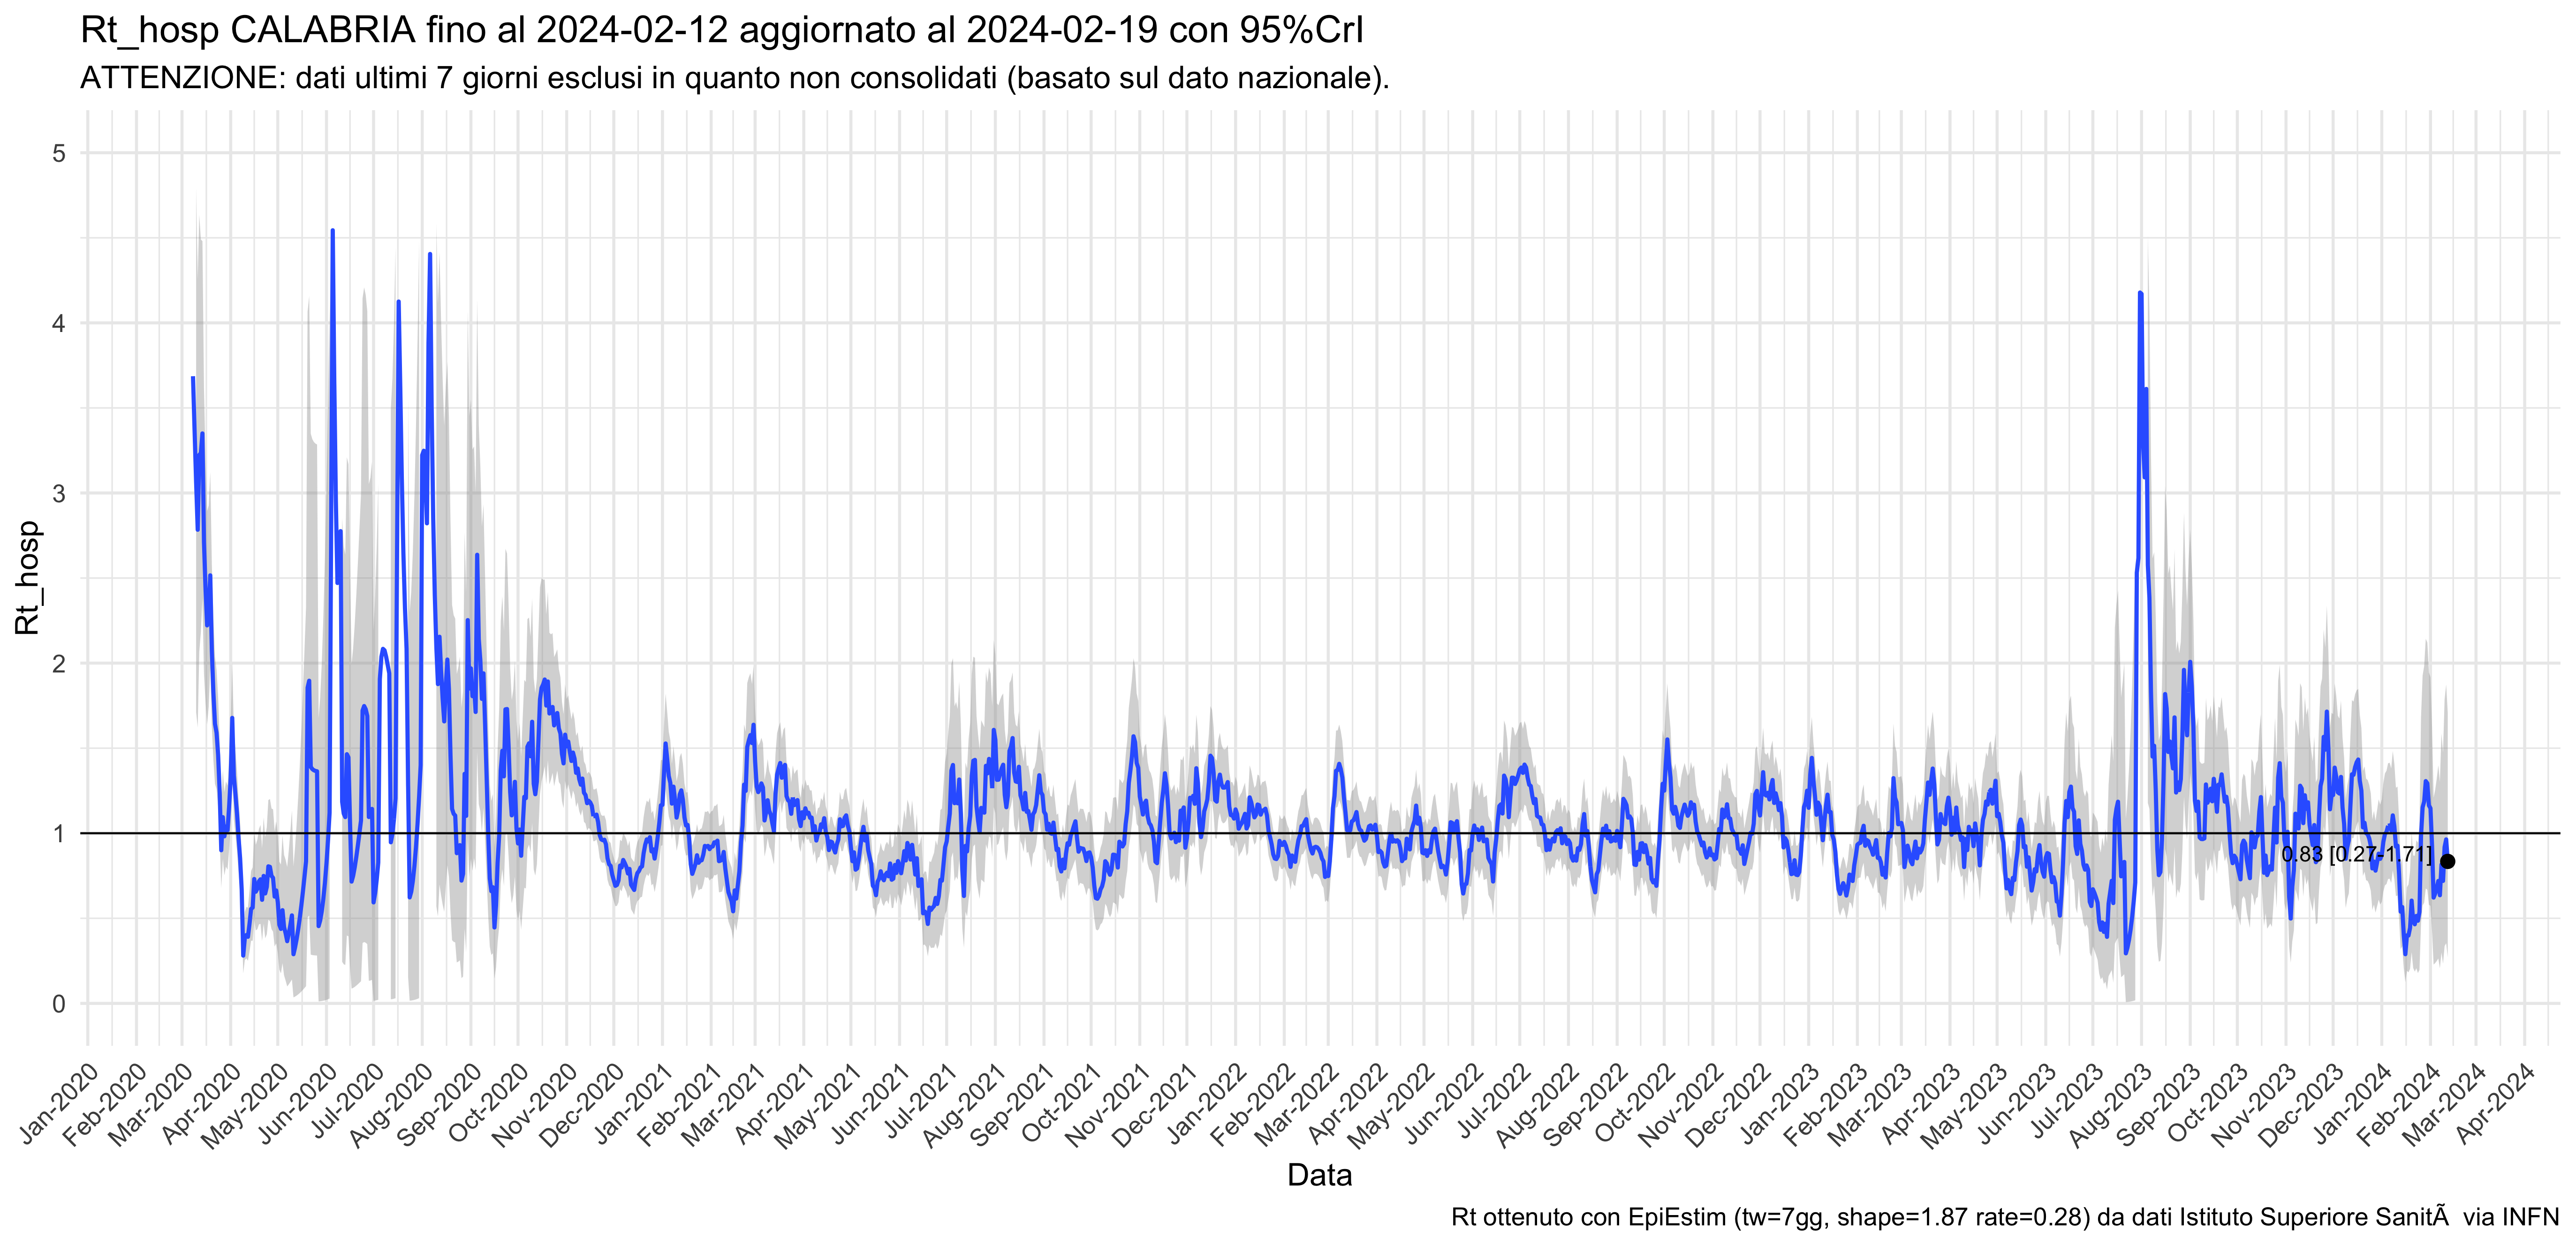 Rt_hosp CALABRIA fino al 2024-02-12 aggiornato al 2024-02-19 con 95%CrI
ATTENZIONE: dati ultimi 7 giorni esclusi in quanto non consolidati (basato sul dato nazionale).
Rt_hosp
5
4
3
2
1
0
0.83 [0.27-1.71]
Jan-2020
Feb-2020
Mar-2020
Apr-2020
May-2020
Jun-2020
Jul-2020
Aug-2020
Sep-2020
Oct-2020
Nov-2020
Dec-2020
Jan-2021
Feb-2021
Mar-2021
Apr-2021
May-2021
Jun-2021
Jul-2021
Aug-2021
Sep-2021
Oct-2021
Nov-2021
Dec-2021
Jan-2022
Feb-2022
Mar-2022
Apr-2022
May-2022
Jun-2022
Jul-2022
Aug-2022
Sep-2022
Oct-2022
Nov-2022
Dec-2022
Jan-2023
Feb-2023
Mar-2023
Apr-2023
May-2023
Jun-2023
Jul-2023
Aug-2023
Sep-2023
Oct-2023
Nov-2023
Dec-2023
Jan-2024
Feb-2024
Mar-2024
Apr-2024
Data
Rt ottenuto con EpiEstim (tw=7gg, shape=1.87 rate=0.28) da dati Istituto Superiore SanitÃ  via INFN